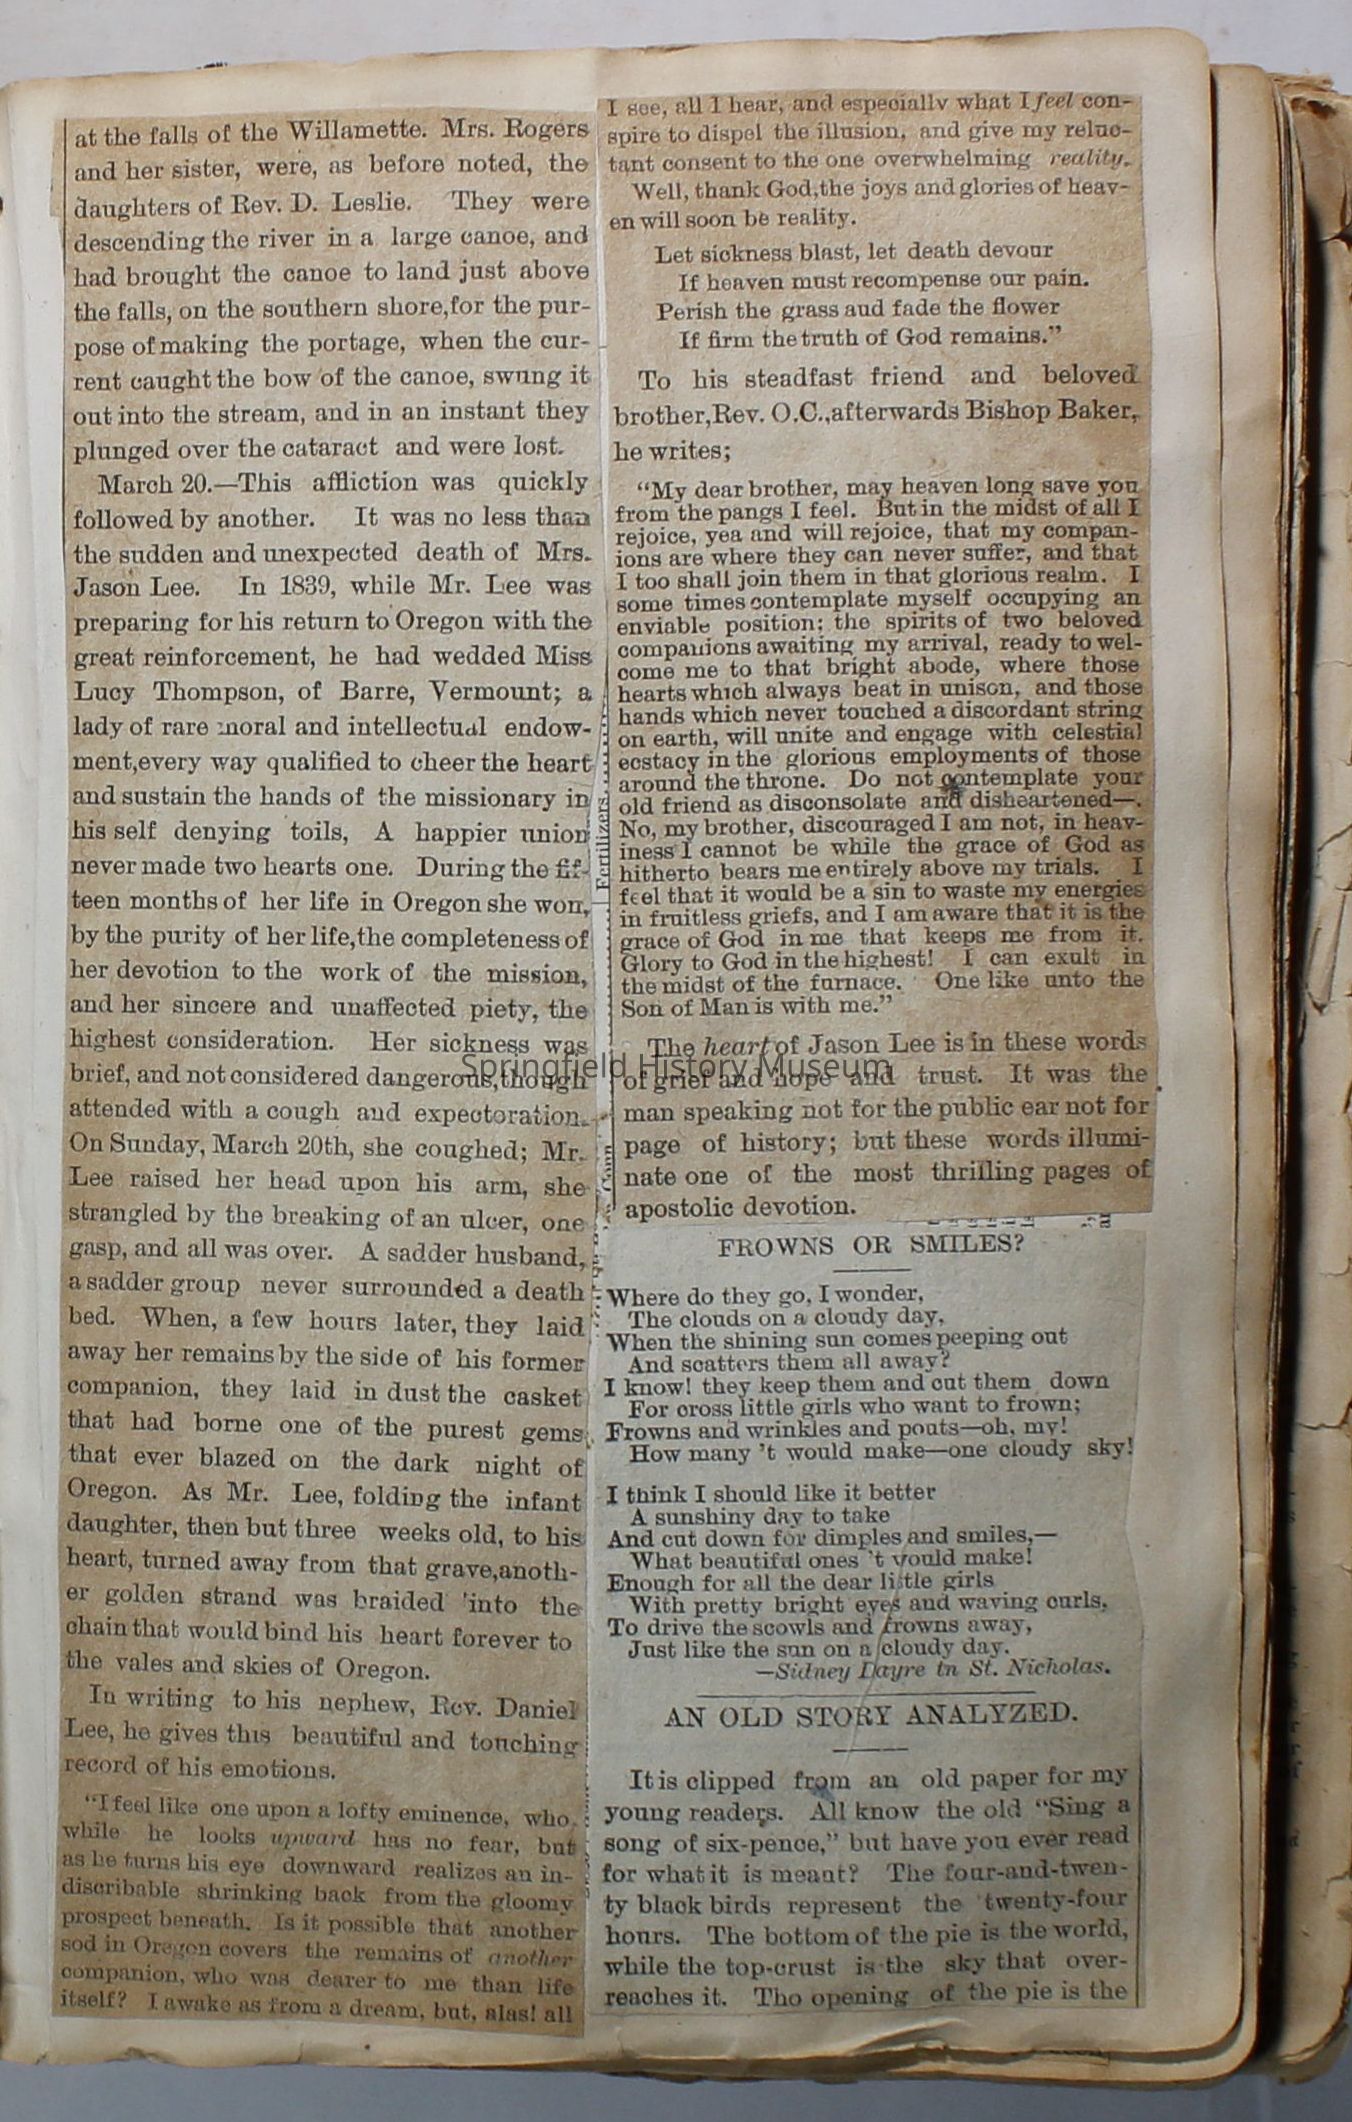 at the falls of the Willamette. Mrs. Rogers
and her sister, were, as before noted, the
daughters of Rev. D. Leslie. They were
descending the river in a large canoe, and
had brought the canoe to land just above
the falls, on the southern shore,for the pur-
pose of making the portage, when the cur-
rent caught the bow of the canoe, swung it
out into the stream, and in an instant they
plunged over the cataract and were lost.
March 20.—This affliction was quickly
followed by another. It was no less than
the sudden and unexpected death of Mrs.
Jason Lee. In 1839, while Mr. Lee was
preparing for his return to Oregon with the
great reinforcement, he had wedded Miss
Lucy Thompson, of Barre, Vermount; a
lady of rare moral and intellectual endow-
ment,every way qualified to cheer the heart
and sustain the hands of the missionary in
his self denying toils, A happier union
never made two hearts one. During the fif-
teen months of her life in Oregon she won,
by the purity of her life,the completeness of
her devotion to the work of the mission,
and her sincere and unaffected piety, the
highest consideration. Her sickness was
brief, and not considered dangerous,though
attended with a cough and expectoration.
On Sunday, March 20th, she coughed; Mr.
Lee raised her head upon his arm, she
strangled by the breaking of an ulcer, one
gasp, and all was over. A sadder husband,
a sadder group never surrounded a death
bed. When, a few hours later, they laid
away her remains by the side of his former
companion, they laid in dust the casket
that had borne one of the purest gems
that ever blazed on the dark night of
Oregon. As Mr. Lee, folding the infant
daughter, then but three weeks old, to his
heart, turned away from that grave,anoth-
er golden strand was braided 'into the
chain that would bind his heart forever to
the vales and skies of Oregon.
In writing to his nephew, Rev. Daniel
Lee, he gives this beautiful and touching
record of his emotions.
"I feel like one upon a lofty eminence, who
while he looks upward has no fear, but
as he turns his eye downward realizes an in-
discribable shrinking back from the gloomy
prospect beneath. Is it possible that another
sod in Oregon covers the remains of another
companion, who was dearer to me than life
itself? I awake as from a dream, but, alas! all
I see, all I hear, and especially what I feel con-
spire to dispel the illusion, and give my reluc-
tant consent to the one overwhelming reality.
Well, thank God,the joys and glories of heav-
en will soon be reality.
Let sickness blast, let death devour
If heaven must recompense our pain.
Perish the grass aud fade the flower
If firm the truth of God remains."
To his steadfast friend and beloved
brother,Rev. O.C.,afterwards Bishop Baker,
he writes;
"My dear brother, may heaven long save you
from the pangs I feel. But in the midst of all I
rejoice, yea and will rejoice, that my compan-
ions are where they can never suffer, and that
I too shall join them in that glorious realm. I
some times contemplate myself occupying an
enviable position; the spirits of two beloved
companions awaiting my arrival, ready to wel-
come me to that bright abode, where those
hearts which always beat in unison, and those
hands which never touched a discordant string
on earth, will unite and engage with celestial
ecstacy in the glorious employments of those
around the throne. Do not contemplate your
old friend as disconsolate and disheartened—.
No, my brother, discouraged I am not, in heav-
iness I cannot be while the grace of God as
hitherto bears me entirely above my trials. I
feel that it would be a sin to waste my energies
in fruitless griefs, and I am aware that it is the
grace of God in me that keeps me from it.
Glory to God in the highest! I can exult in
the midst of the furnace. One like unto the
Son of Man is with me."
The heart of Jason Lee is in these words
of grief and hope and trust. It was the
man speaking not for the public ear not for
page of history; but these words illumi-
nate one of the most thrilling pages of
apostolic devotion.
Fertilizers
Springfield History Museum
FROWNS OR SMILES?
Where do they go, I wonder,
The clouds on a cloudy day,
When the shining sun comes peeping out
And scatters them all away?
I know! they keep them and cut them down
For cross little girls who want to frown;
Frowns and wrinkles and pouts—oh, my!
How many 't would make—one cloudy sky!
I think I should like it better
A sunshiny day to take
And cut down for dimples and smiles,—
What beautiful ones 't would make!
Enough for all the dear little girls
With pretty bright eyes and waving curls,
To drive the scowls and frowns away,
Just like the sun on a cloudy day.
—Sidney Dayre in St. Nicholas.
AN OLD STORY ANALYZED.
It is clipped from an old paper for my
young readers. All know the old "Sing a
song of six-pence," but have you ever read
for what it is meant? The four-and-twen-
ty black birds represent the twenty-four
hours. The bottom of the pie is the world,
while the top-crust is the sky that over-
reaches it. The opening of the pie is the